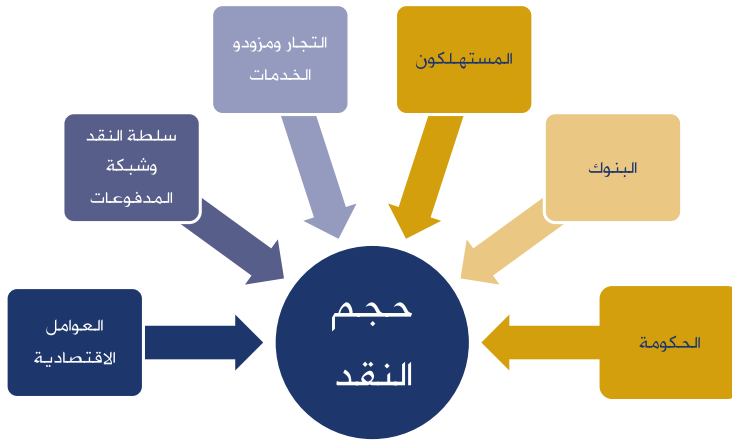 التجار ومزودو
الخدمات
المستهلكون
سلطة النقد
وشبكة
المدفوعات
البنوك
العوامل
الاقتصادية
حجم
النقد
الحكومة